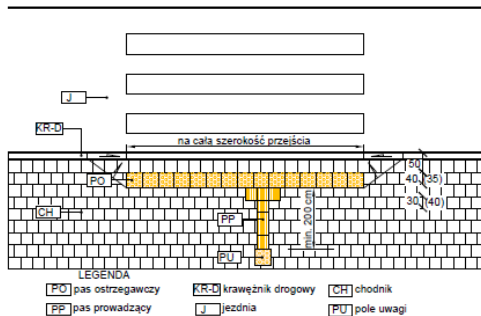 J
KR-D
na całą szerokość przejścia
50
PO
40 (35)
30 (40)
CH
PP
min. 200 cm
PU
LEGENDA
PO pas ostrzegawczy KR-D krawężnik drogowy CH chodnik
PP pas prowadzący J jezdnia PU pole uwagi